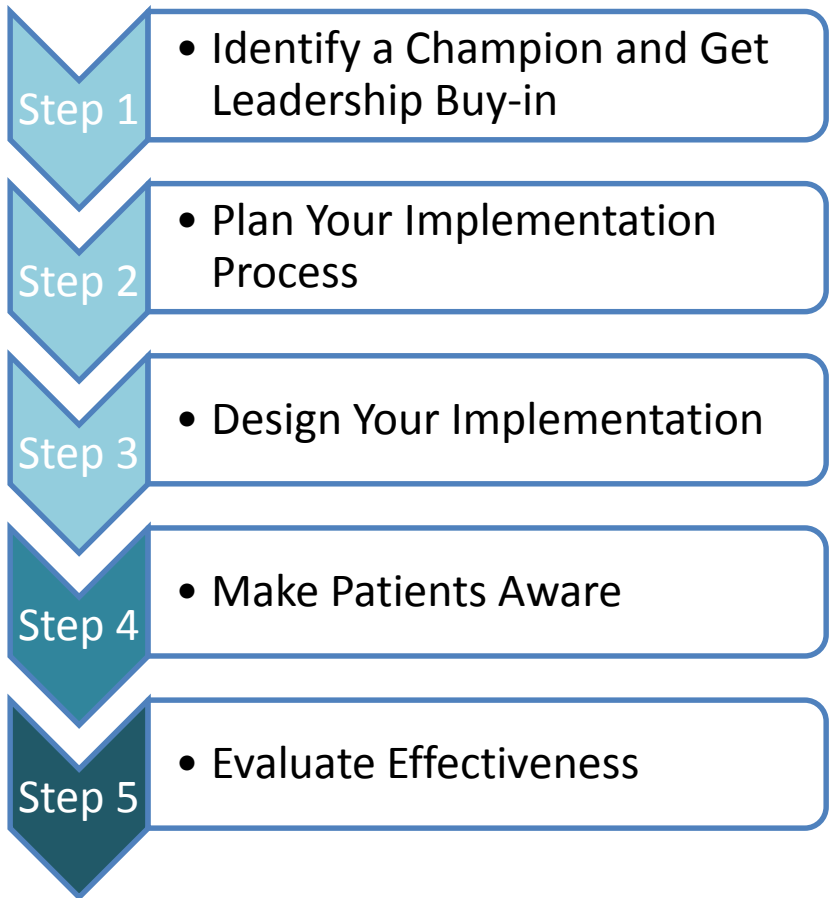 Step 1
• Identify a Champion and Get
Leadership Buy-in
Step 2
• Plan Your Implementation
Process
Step 3
• Design Your Implementation
Step 4
• Make Patients Aware
Step 5
• Evaluate Effectiveness